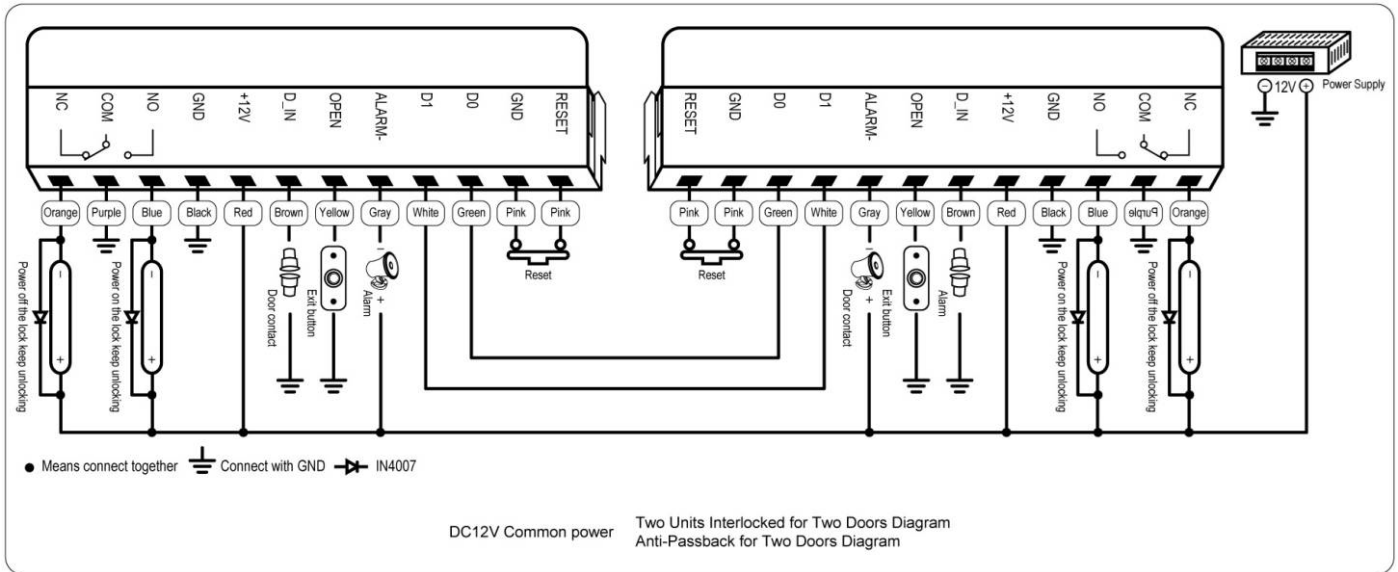 NC COM NO GND +12V D_IN OPEN ALARM- D1 D0 GND RESET
RESET GND D0 D1 ALARM- OPEN D_IN +12V GND NO COM NC
12V
Power Supply
Orange Purple Blue Black Red Brown Yellow Gray White Green Pink Pink
Pink Pink Green White Gray Yellow Brown Red Black Blue Purple Orange
Power off the lock keep unlocking
Power on the lock keep unlocking
Door contact
Exit button
Alarm
Reset
Reset
Door contact
Exit button
Alarm
Power on the lock keep unlocking
Power off the lock keep unlocking
Means connect together
Connect with GND
IN4007
DC12V Common power
Two Units Interlocked for Two Doors Diagram
Anti-Passback for Two Doors Diagram